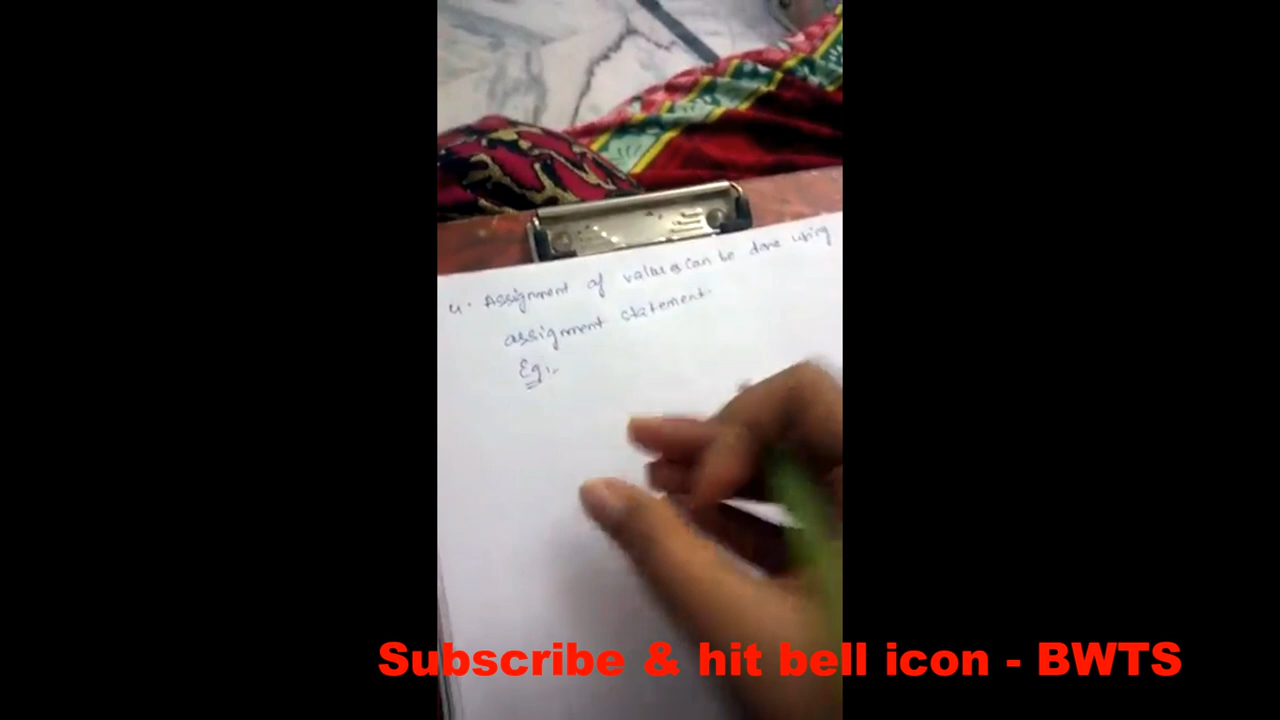 4. Assignment of values can be done using
assignment statement.
Eg:-
Subscribe & hit bell icon - BWTS